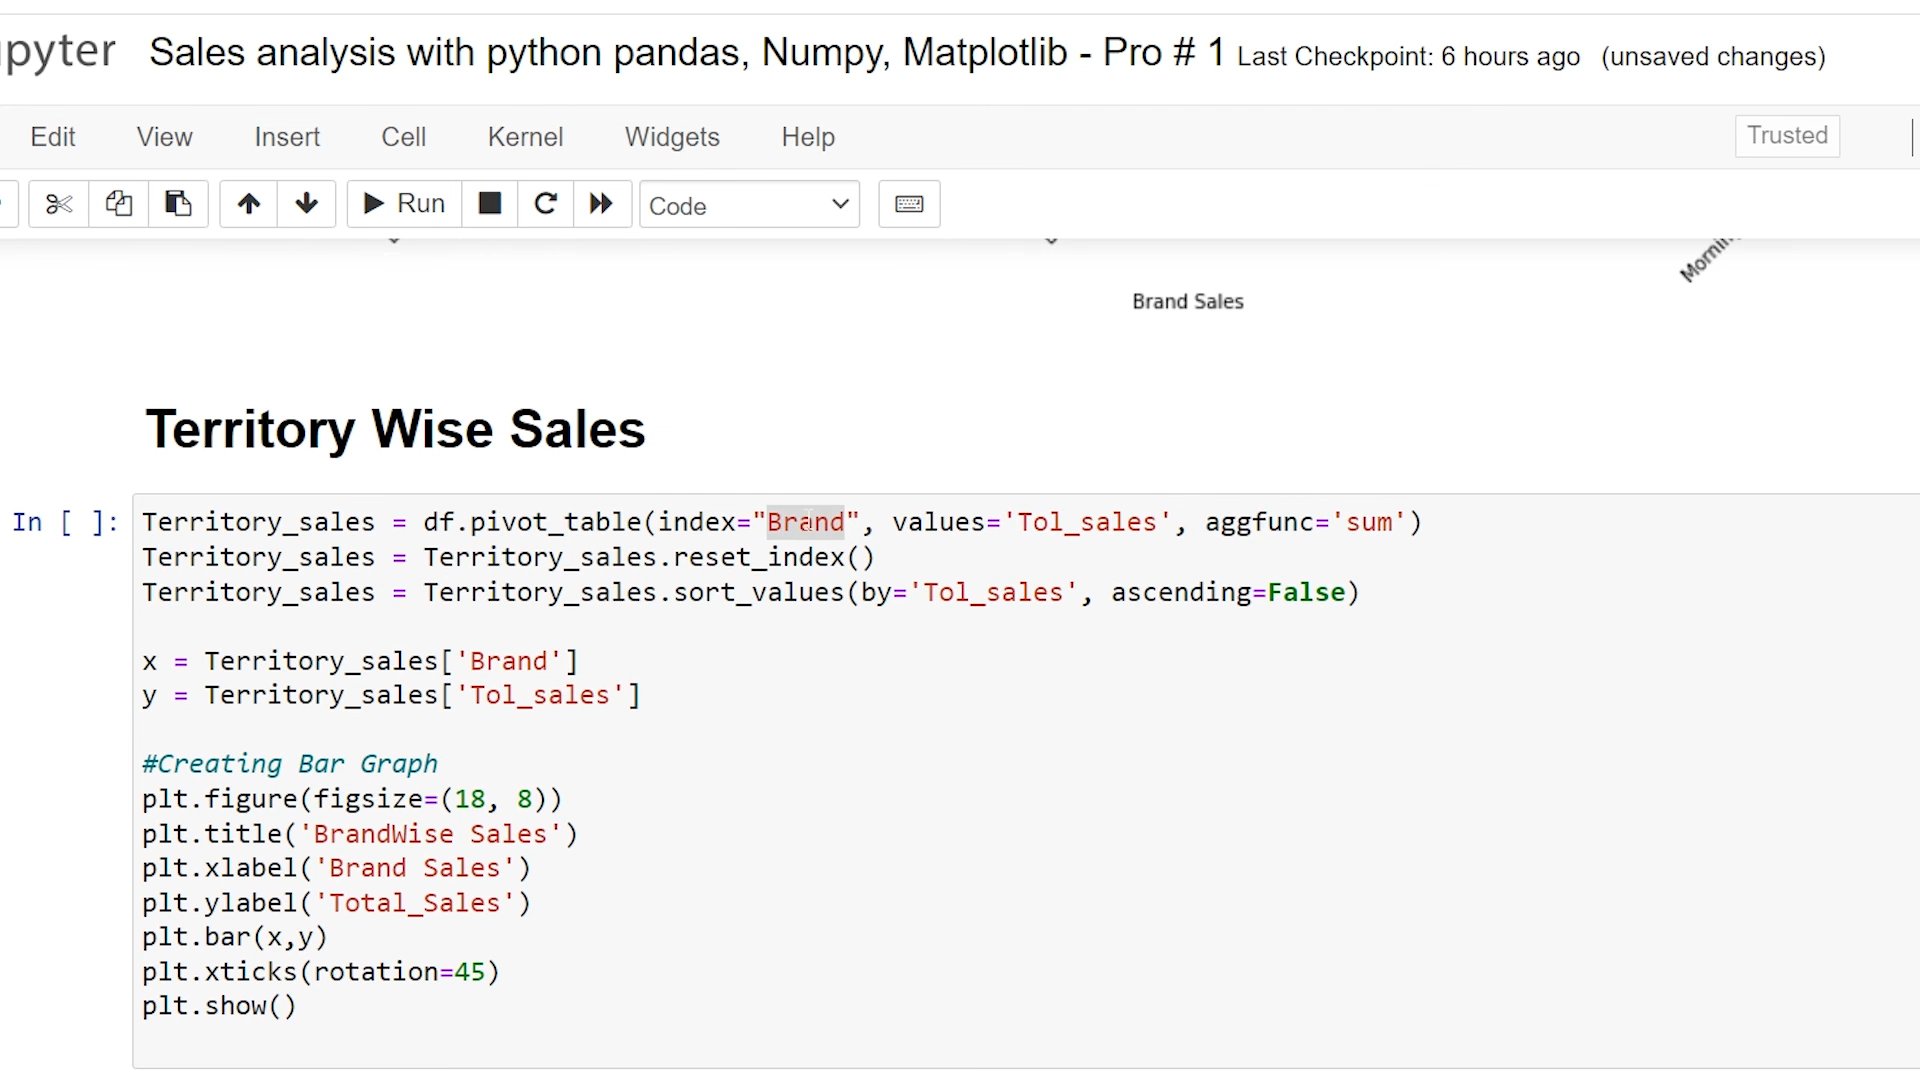 pyter Sales analysis with python pandas, Numpy, Matplotlib - Pro # 1 Last Checkpoint: 6 hours ago (unsaved changes)
Edit View Insert Cell Kernel Widgets Help Trusted
Run Code
Brand Sales
Territory Wise Sales
In [ ]: Territory_sales = df.pivot_table(index="Brand", values='Tol_sales', aggfunc='sum')
Territory_sales = Territory_sales.reset_index()
Territory_sales = Territory_sales.sort_values(by='Tol_sales', ascending=False)
x = Territory_sales['Brand']
y = Territory_sales['Tol_sales']
#Creating Bar Graph
plt.figure(figsize=(18, 8))
plt.title('BrandWise Sales')
plt.xlabel('Brand Sales')
plt.ylabel('Total_Sales')
plt.bar(x,y)
plt.xticks(rotation=45)
plt.show()